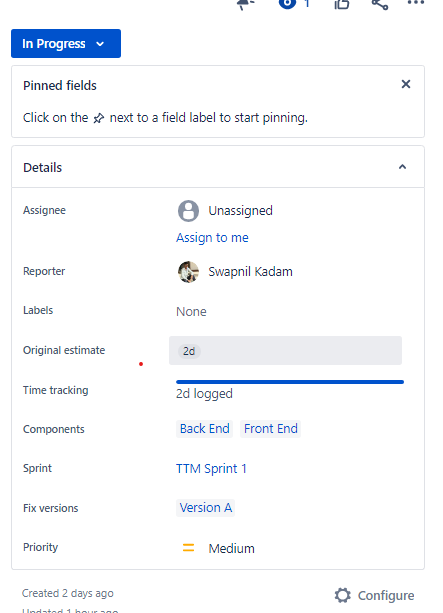 1
In Progress
Pinned fields
Click on the next to a field label to start pinning.
Details
Assignee
Unassigned
Assign to me
Reporter
Swapnil Kadam
Labels
None
Original estimate
2d
Time tracking
2d logged
Components
Back End Front End
Sprint
TTM Sprint 1
Fix versions
Version A
Priority
Medium
Created 2 days ago
Configure
Updated 1 hour ago